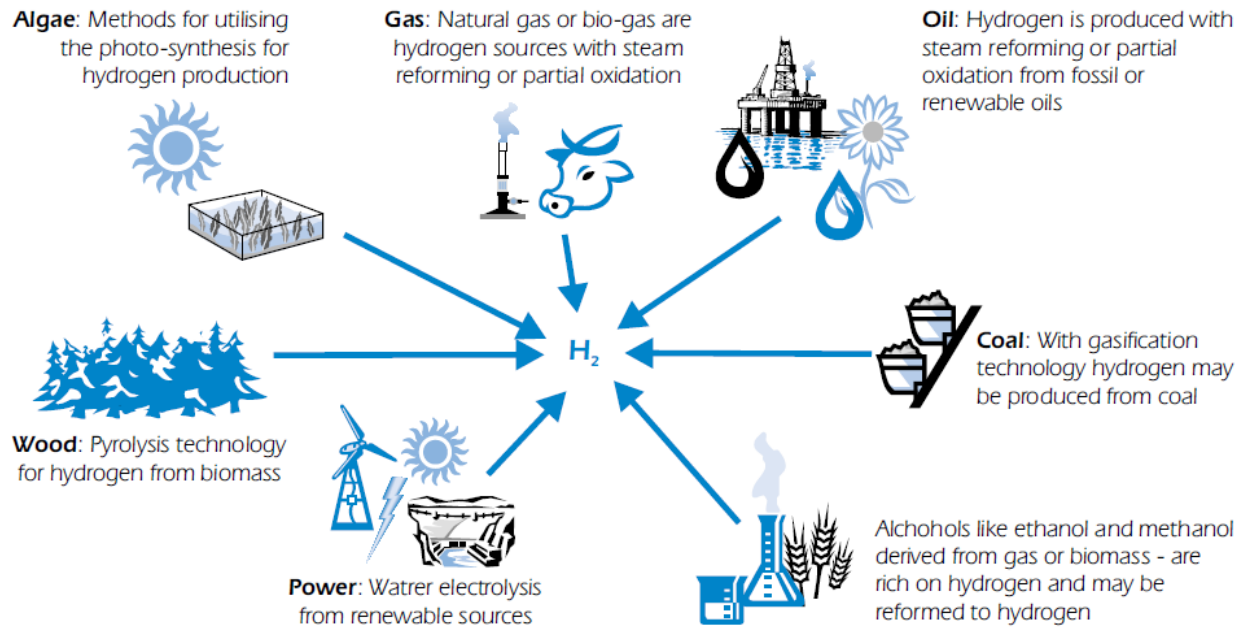 Algae: Methods for utilising
the photo-synthesis for
hydrogen production
Gas: Natural gas or bio-gas are
hydrogen sources with steam
reforming or partial oxidation
Oil: Hydrogen is produced with
steam reforming or partial
oxidation from fossil or
renewable oils
H₂
Coal: With gasification
technology hydrogen may
be produced from coal
Wood: Pyrolysis technology
for hydrogen from biomass
Power: Watrer electrolysis
from renewable sources
Alchohols like ethanol and methanol
derived from gas or biomass - are
rich on hydrogen and may be
reformed to hydrogen